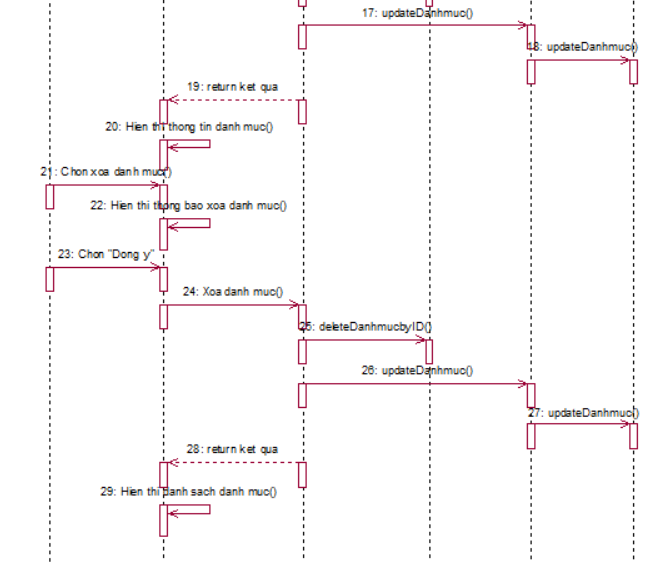 17: updateDanhmuc()
18: updateDanhmuc()
19: return ket qua
20: Hien thi thong tin danh muc()
21: Chon xoa danh muc()
22: Hien thi thong bao xoa danh muc()
23: Chon "Dong y"
24: Xoa danh muc()
25: deleteDanhmucbyID()
26: updateDanhmuc()
27: updateDanhmuc()
28: return ket qua
29: Hien thi danh sach danh muc()